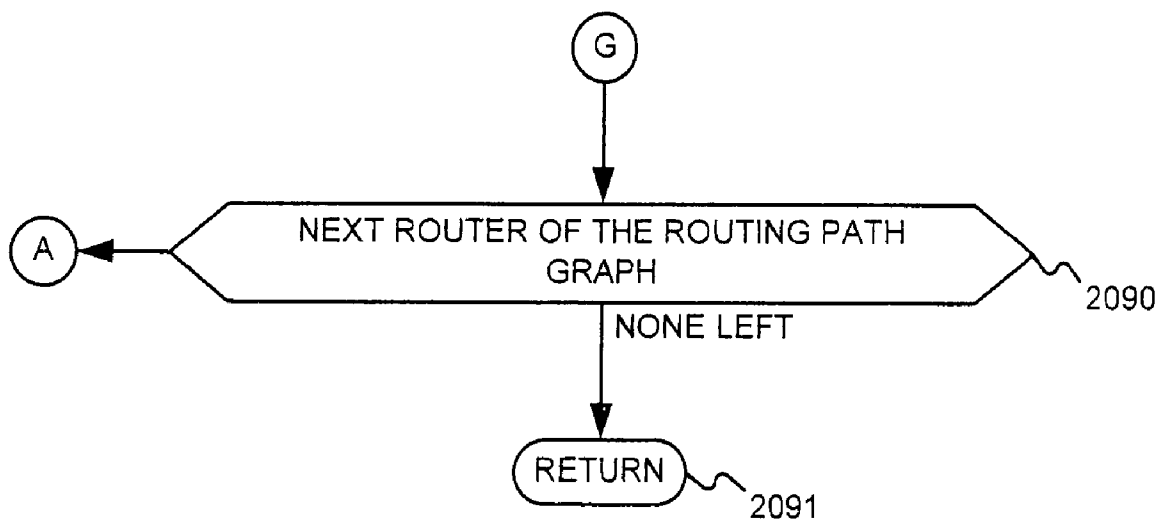 G
A
NEXT ROUTER OF THE ROUTING PATH
GRAPH
2090
NONE LEFT
RETURN
2091